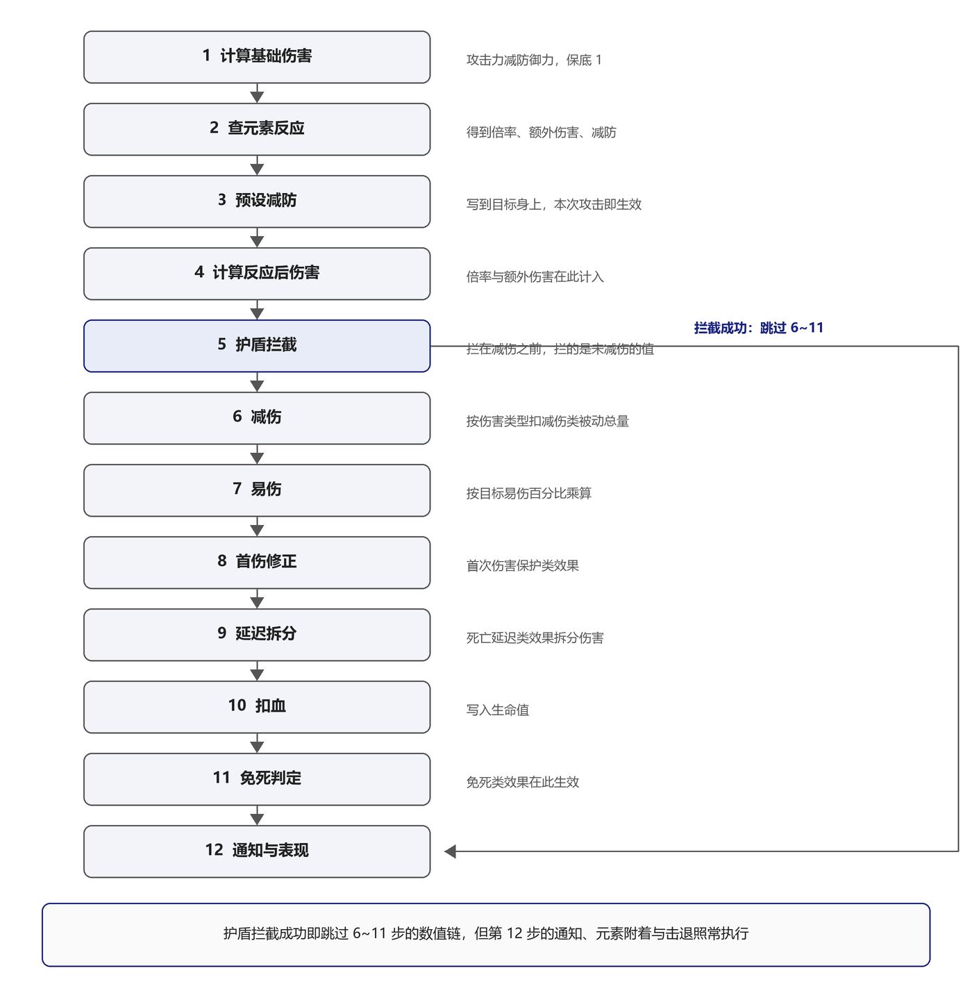 1 计算基础伤害
攻击力减防御力，保底 1
2 查元素反应
得到倍率、额外伤害、减防
3 预设减防
写到目标身上，本次攻击即生效
4 计算反应后伤害
倍率与额外伤害在此计入
拦截成功：跳过 6~11
5 护盾拦截
拦在减伤之前，拦的是未减伤的值
6 减伤
按伤害类型扣减伤类被动总量
7 易伤
按目标易伤百分比乘算
8 首伤修正
首次伤害保护类效果
9 延迟拆分
死亡延迟类效果拆分伤害
10 扣血
写入生命值
11 免死判定
免死类效果在此生效
12 通知与表现
护盾拦截成功即跳过 6~11 步的数值链，但第 12 步的通知、元素附着与击退照常执行